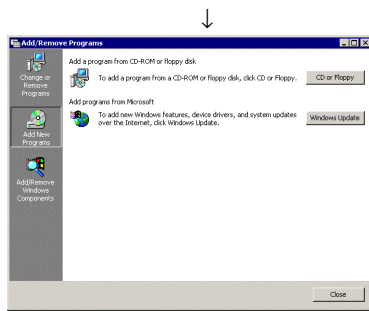 Add/Remove Programs
Change or
Remove
Programs
Add New
Programs
Add/Remove
Windows
Components
Add a program from CD-ROM or floppy disk
To add a program from a CD-ROM or floppy disk, click CD or Floppy.
CD or Floppy
Add programs from Microsoft
To add new Windows features, device drivers, and system updates
over the Internet, click Windows Update.
Windows Update
Close